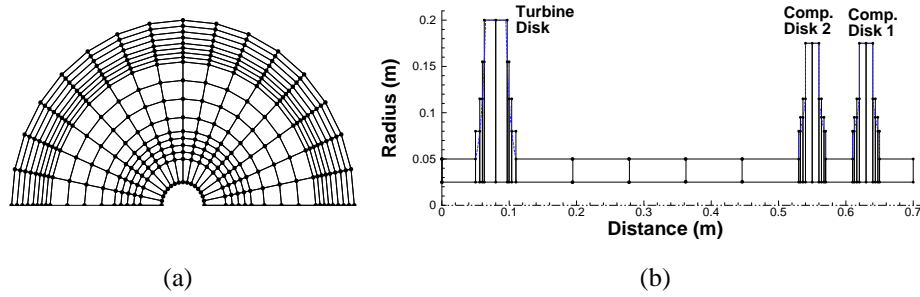 Turbine
Disk
Comp.
Disk 2
Comp.
Disk 1
Radius (m)
0.2
0.15
0.1
0.05
0
0 0.1 0.2 0.3 0.4 0.5 0.6 0.7
Distance (m)
(a) (b)